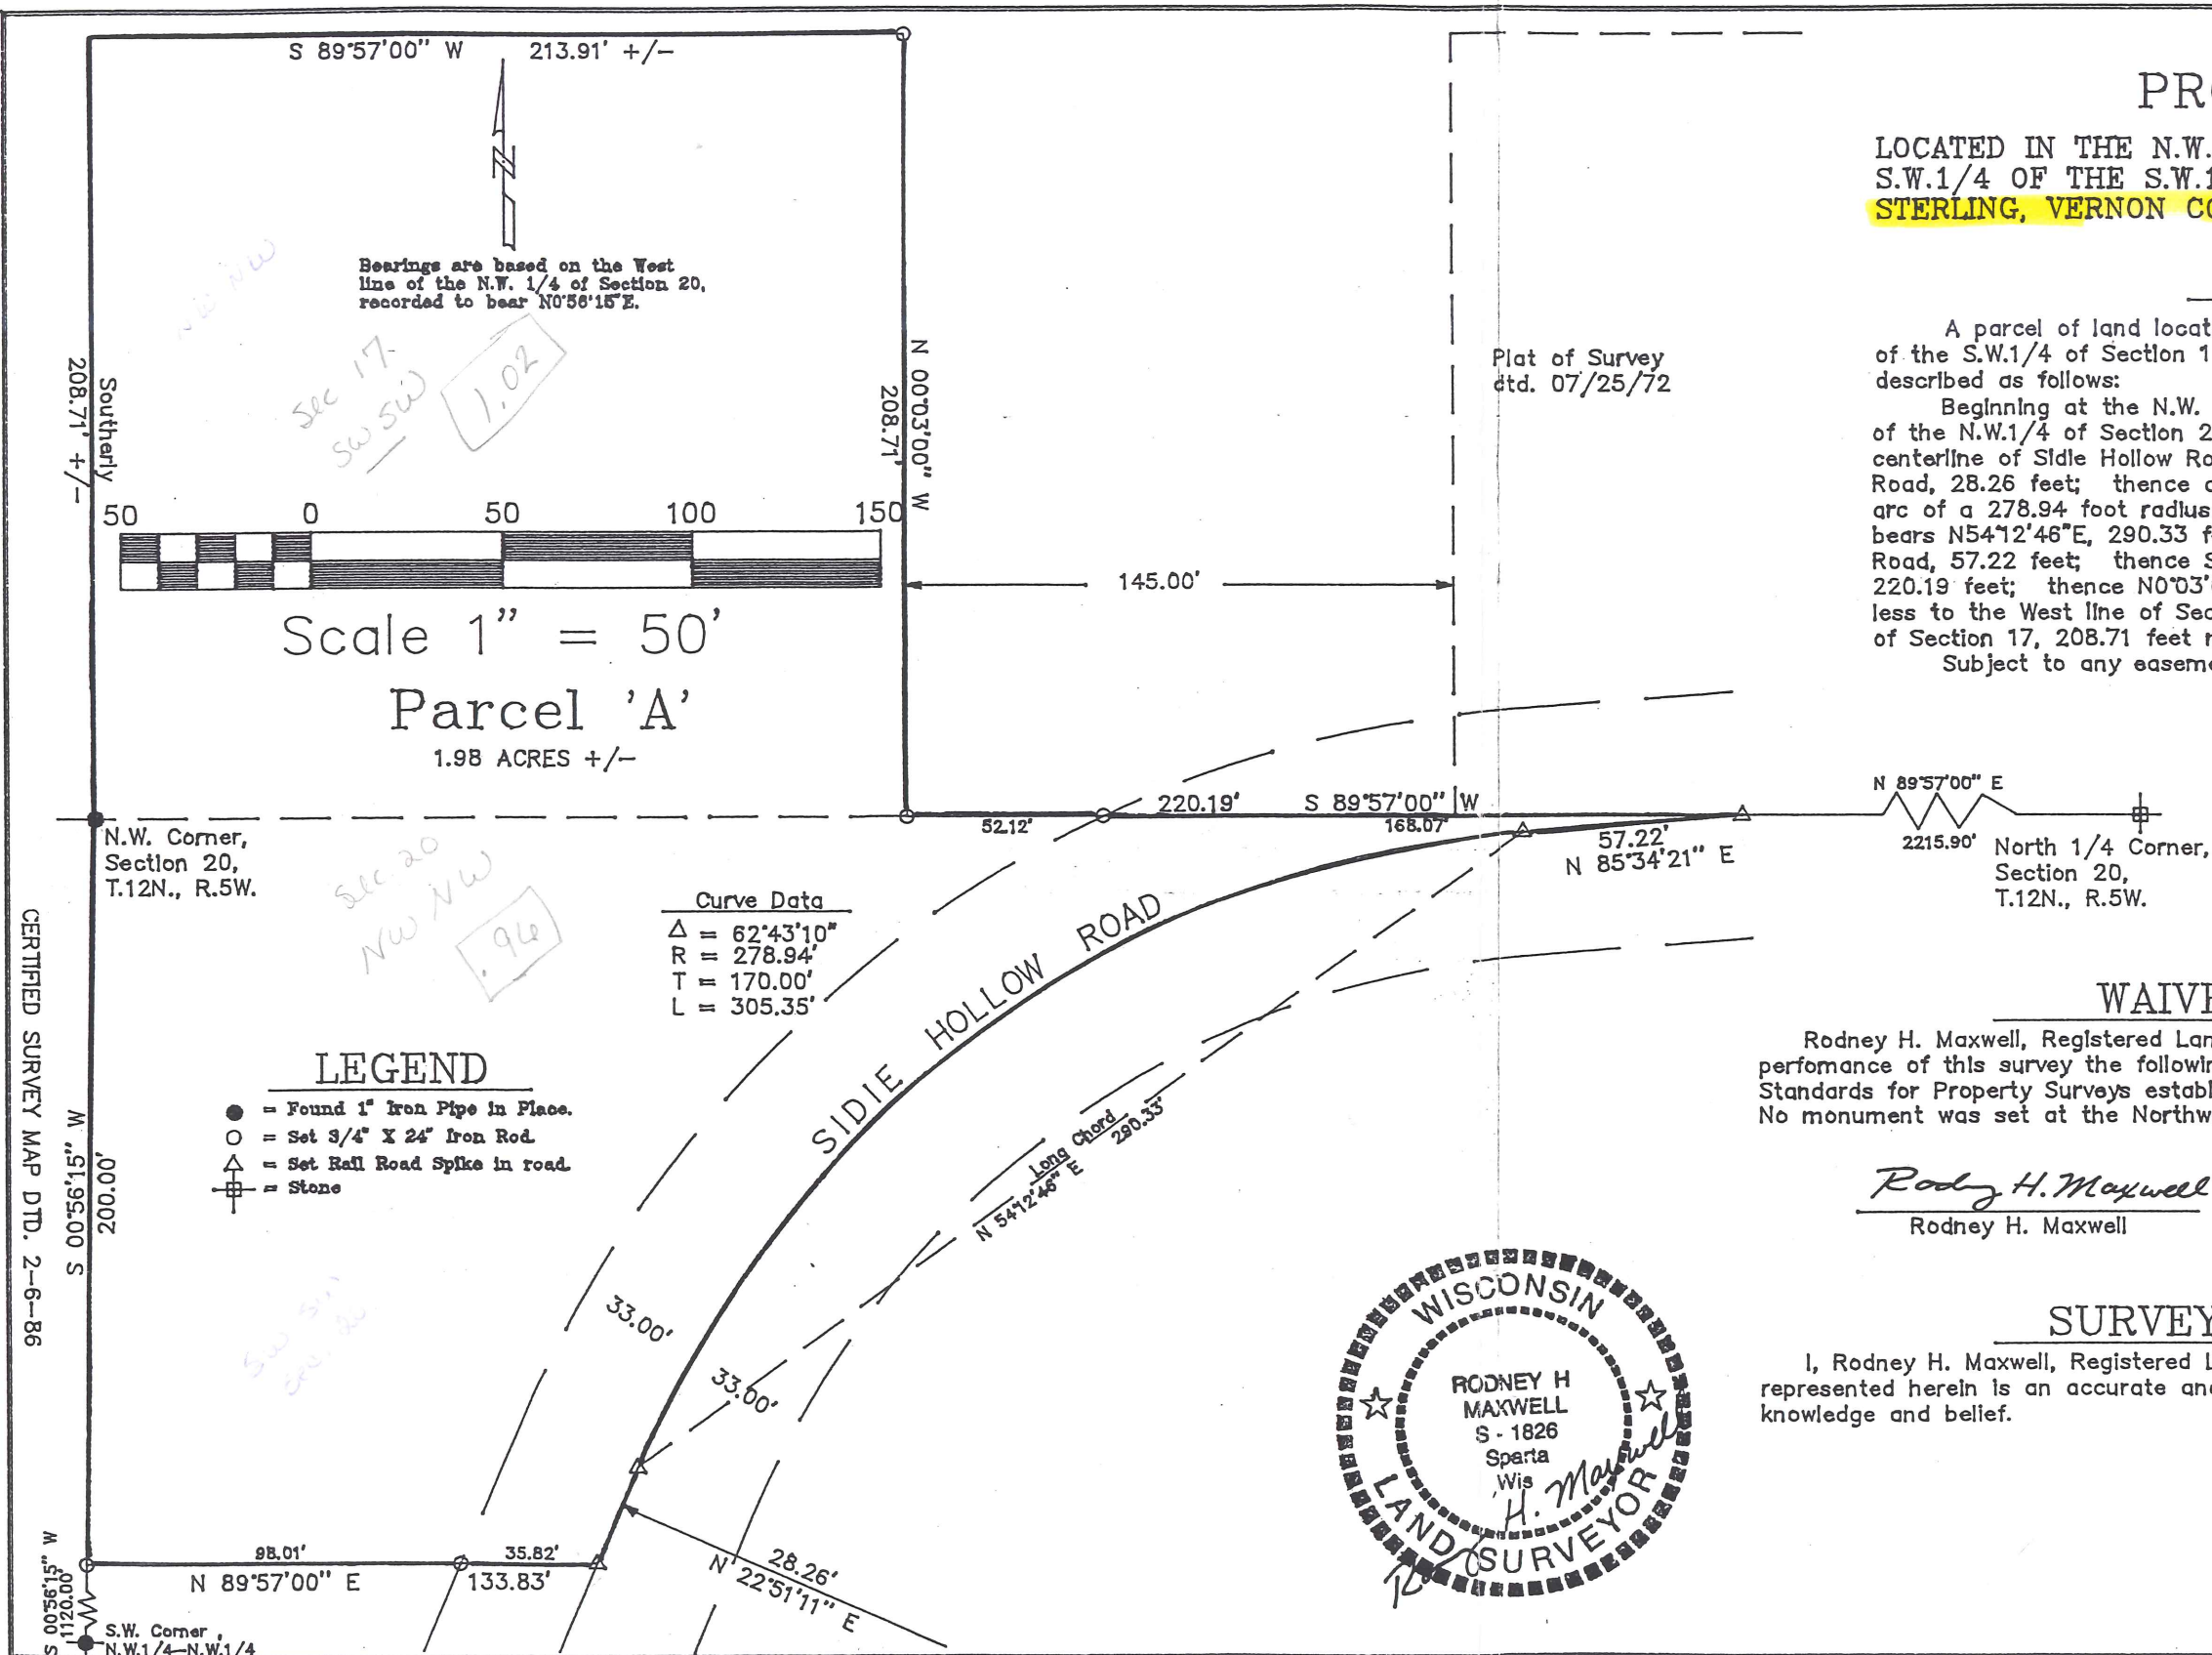 S 89°57'00" W 213.91' +/-
N
Bearings are based on the West
line of the N.W. 1/4 of Section 20,
recorded to bear N0°56'15"E.
NW NW
Sec 17
SW SW
1.02
Southerly
208.71' +/-
N 00°03'00" W
208.71'
50 0 50 100 150
Scale 1" = 50'
Parcel 'A'
1.98 ACRES +/-
145.00'
Plat of Survey
dtd. 07/25/72
PR
LOCATED IN THE N.W.
S.W.1/4 OF THE S.W.1
STERLING, VERNON CO
A parcel of land locat
of the S.W.1/4 of Section 1
described as follows:
Beginning at the N.W.
of the N.W.1/4 of Section 2
centerline of Sidie Hollow Ro
Road, 28.26 feet; thence
arc of a 278.94 foot radius
bears N54°12'46"E, 290.33 f
Road, 57.22 feet; thence S
220.19 feet; thence N0°03'
less to the West line of Sec
of Section 17, 208.71 feet
Subject to any easeme
220.19' S 89°57'00" W
52.12' 168.07'
57.22'
N 85°34'21" E
N 89°57'00" E
2215.90'
North 1/4 Corner,
Section 20,
T.12N., R.5W.
N.W. Corner,
Section 20,
T.12N., R.5W.
Sec. 20
NW NW
Curve Data
Δ = 62°43'10"
R = 278.94'
T = 170.00'
L = 305.35'
SIDIE HOLLOW ROAD
LEGEND
● = Found 1" Iron Pipe in Place.
○ = Set 3/4" X 24" Iron Rod.
△ = Set Rail Road Spike in road.
= Stone
CERTIFIED SURVEY MAP DTD. 2-6-86
S 00°56'15" W
200.00'
Long Chord
N 54°12'46" E 290.33'
33.00'
33.00'
WAIV
Rodney H. Maxwell, Registered Lan
perfomance of this survey the followin
Standards for Property Surveys establ
No monument was set at the Northw
Rodney H. Maxwell
Rodney H. Maxwell
SURVEY
I, Rodney H. Maxwell, Registered L
represented herein is an accurate an
knowledge and belief.
WISCONSIN
RODNEY H
MAXWELL
S - 1826
Sparta
Wis
LAND SURVEYOR
H. Maxwell
98.01' 35.82'
N 89°57'00" E 133.83'
28.26'
N 22°51'11" E
S 00°56'15" W
1120.00'
S.W. Corner,
N.W.1/4-N.W.1/4